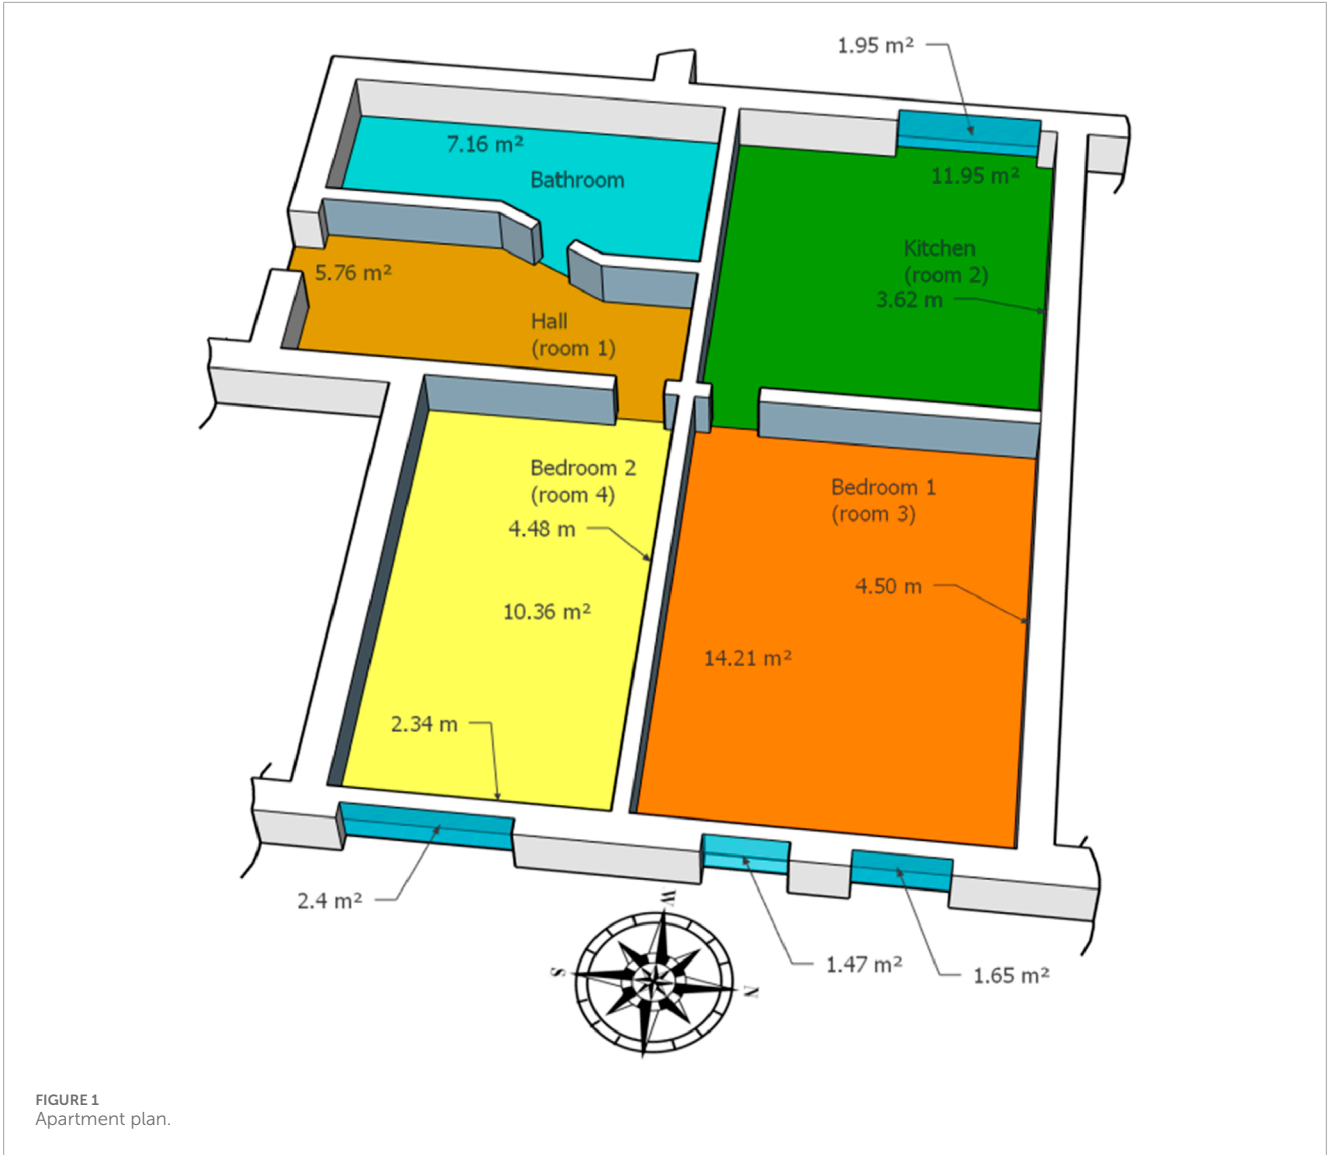 1.95 m²
7.16 m²
Bathroom
11.95 m²
Kitchen
(room 2)
3.62 m
5.76 m²
Hall
(room 1)
Bedroom 2
(room 4)
4.48 m
Bedroom 1
(room 3)
4.50 m
10.36 m²
14.21 m²
2.34 m
2.4 m²
1.47 m²
1.65 m²
W
S
N
FIGURE 1
Apartment plan.